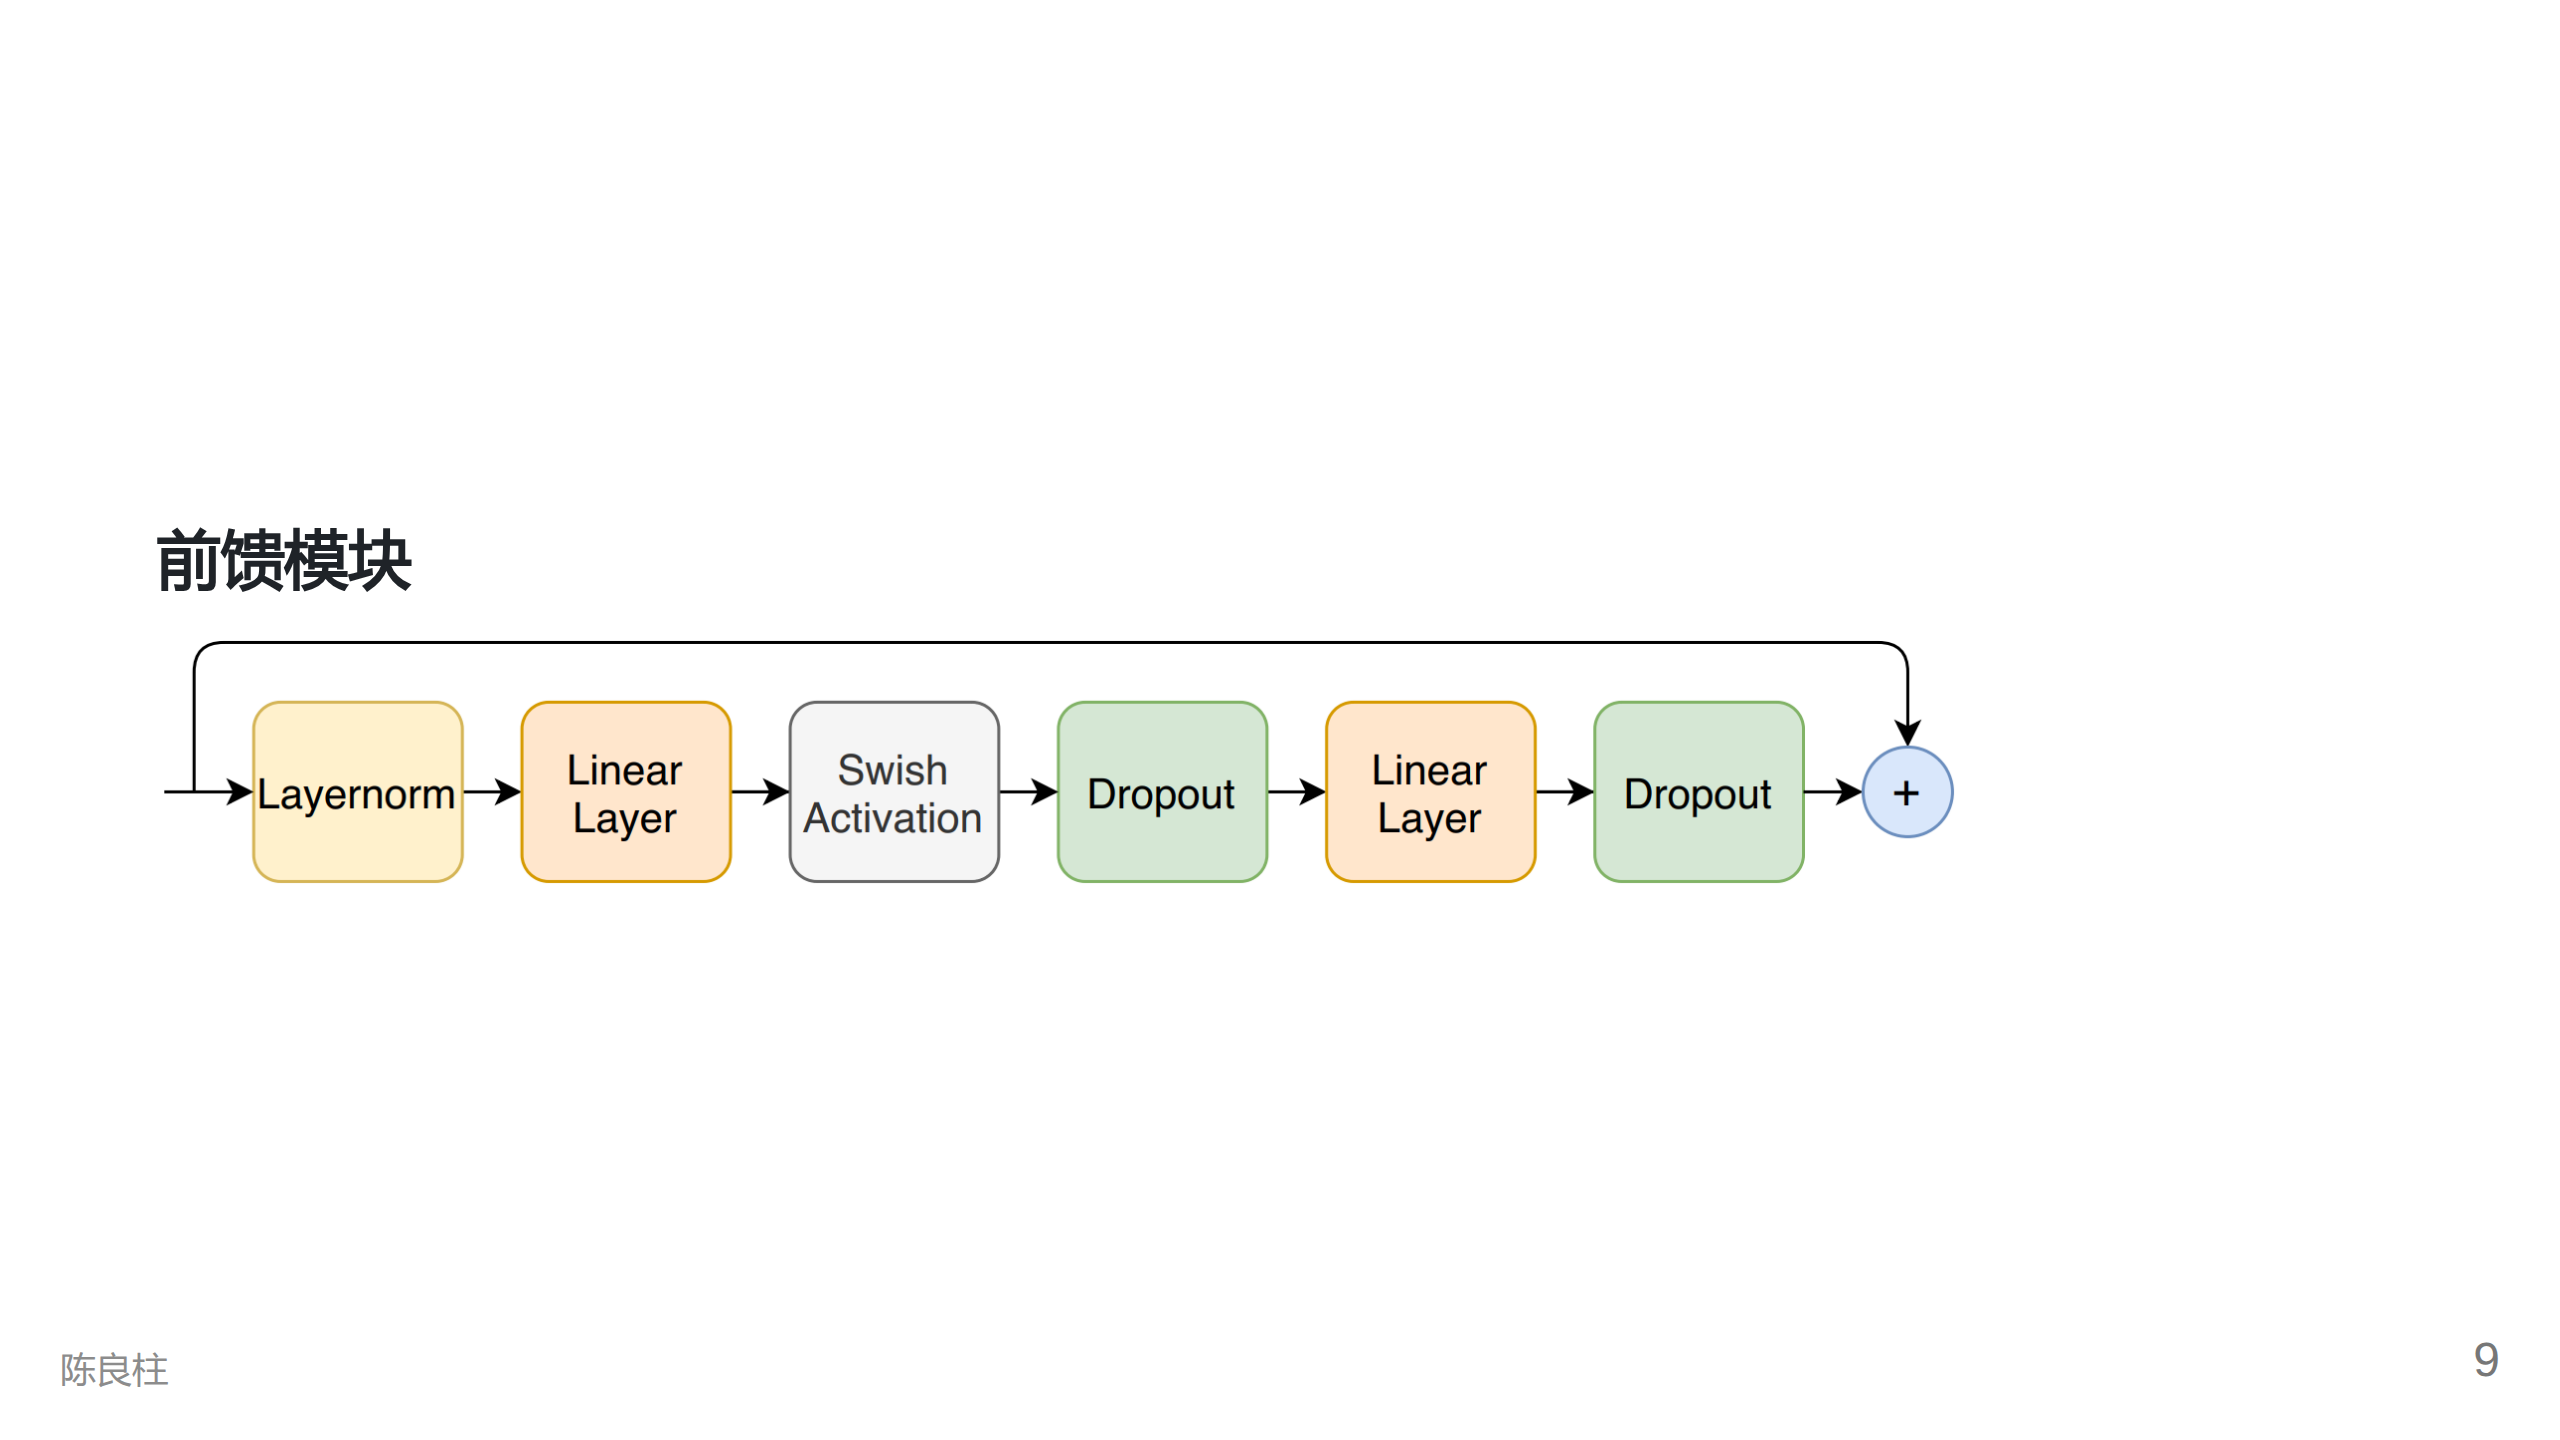 前馈模块
Layernorm
Linear
Layer
Swish
Activation
Dropout
Linear
Layer
Dropout
+
陈良柱
9